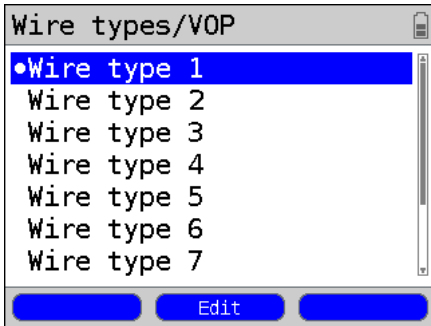 Wire types/VOP
•Wire type 1
Wire type 2
Wire type 3
Wire type 4
Wire type 5
Wire type 6
Wire type 7
Edit